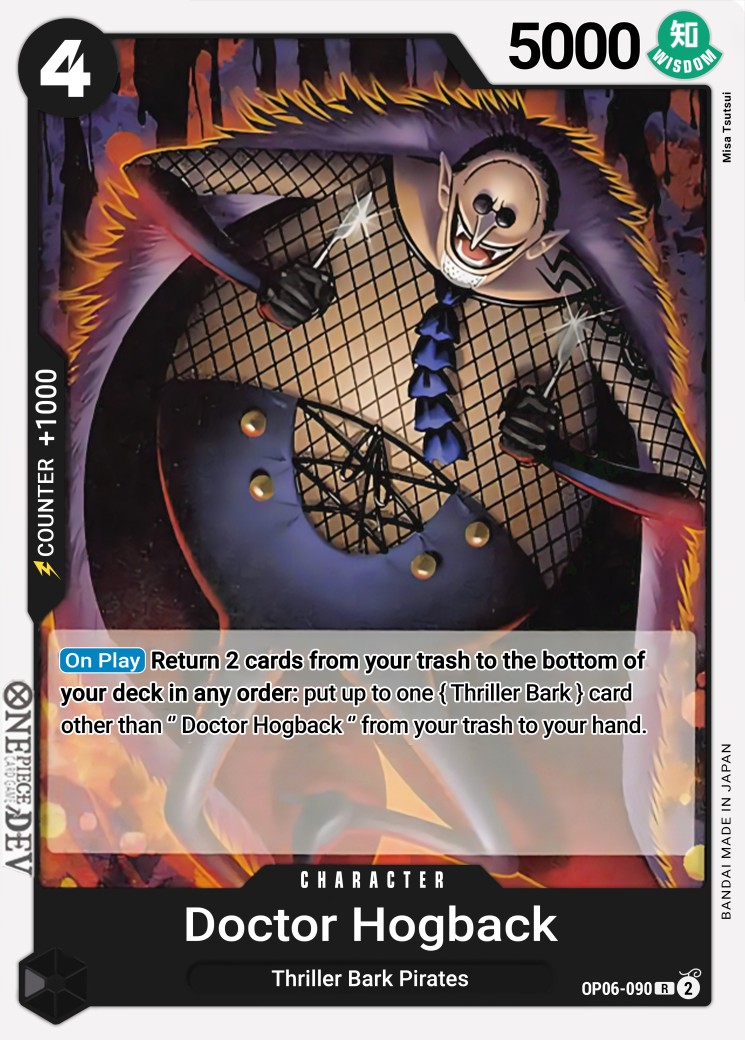 4
5000
知
WISDOM
Misa Tsutsui
COUNTER +1000
On Play Return 2 cards from your trash to the bottom of
your deck in any order: put up to one { Thriller Bark } card
other than “ Doctor Hogback ” from your trash to your hand.
ONE PIECE
CARD GAME
DEV
BANDAI MADE IN JAPAN
CHARACTER
Doctor Hogback
Thriller Bark Pirates
OP06-090 R 2